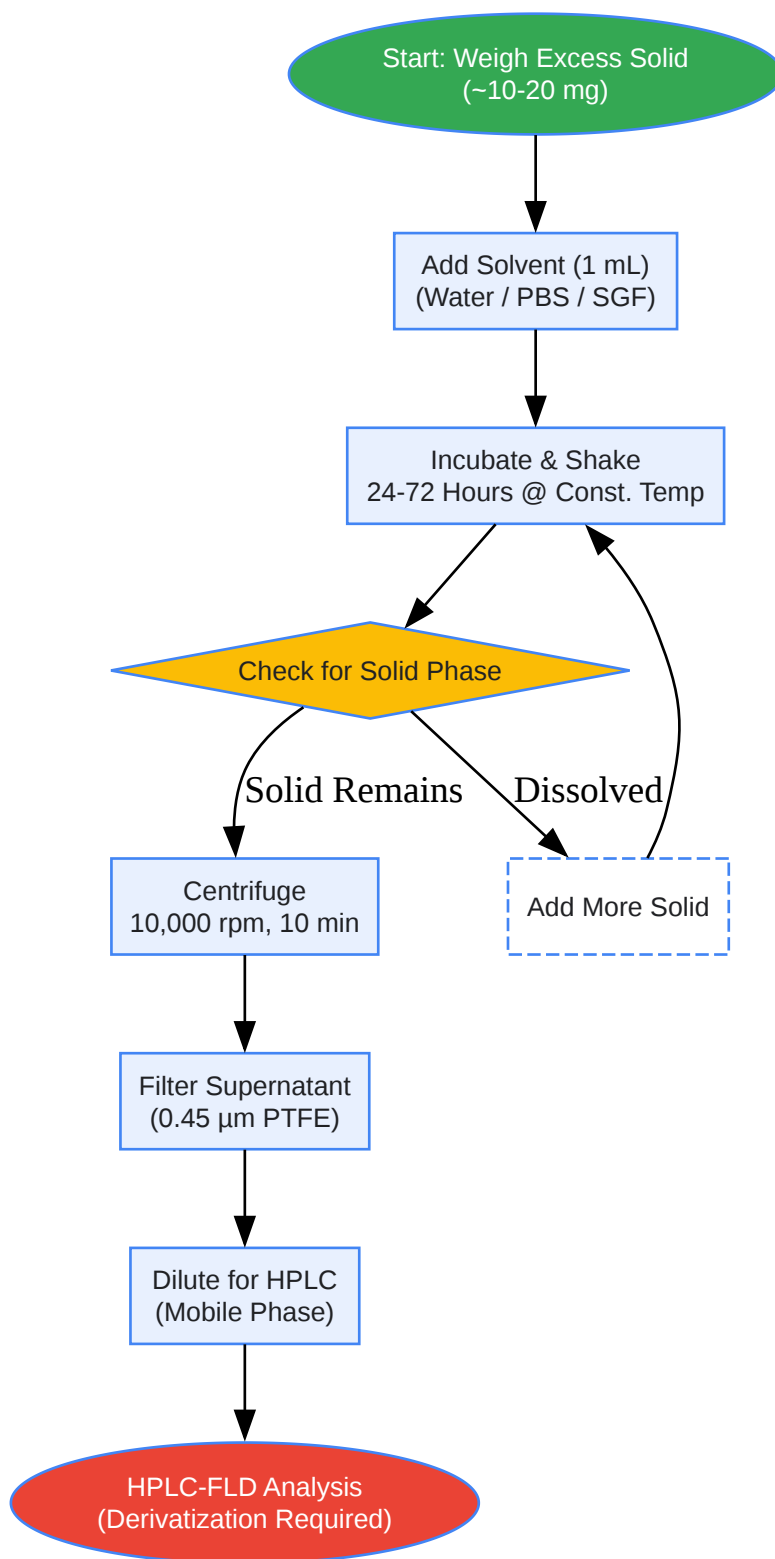 Start: Weigh Excess Solid
(~10-20 mg)
Add Solvent (1 mL)
(Water / PBS / SGF)
Incubate & Shake
24-72 Hours @ Const. Temp
Check for Solid Phase
Solid Remains
Dissolved
Centrifuge
10,000 rpm, 10 min
Add More Solid
Filter Supernatant
(0.45 µm PTFE)
Dilute for HPLC
(Mobile Phase)
HPLC-FLD Analysis
(Derivatization Required)